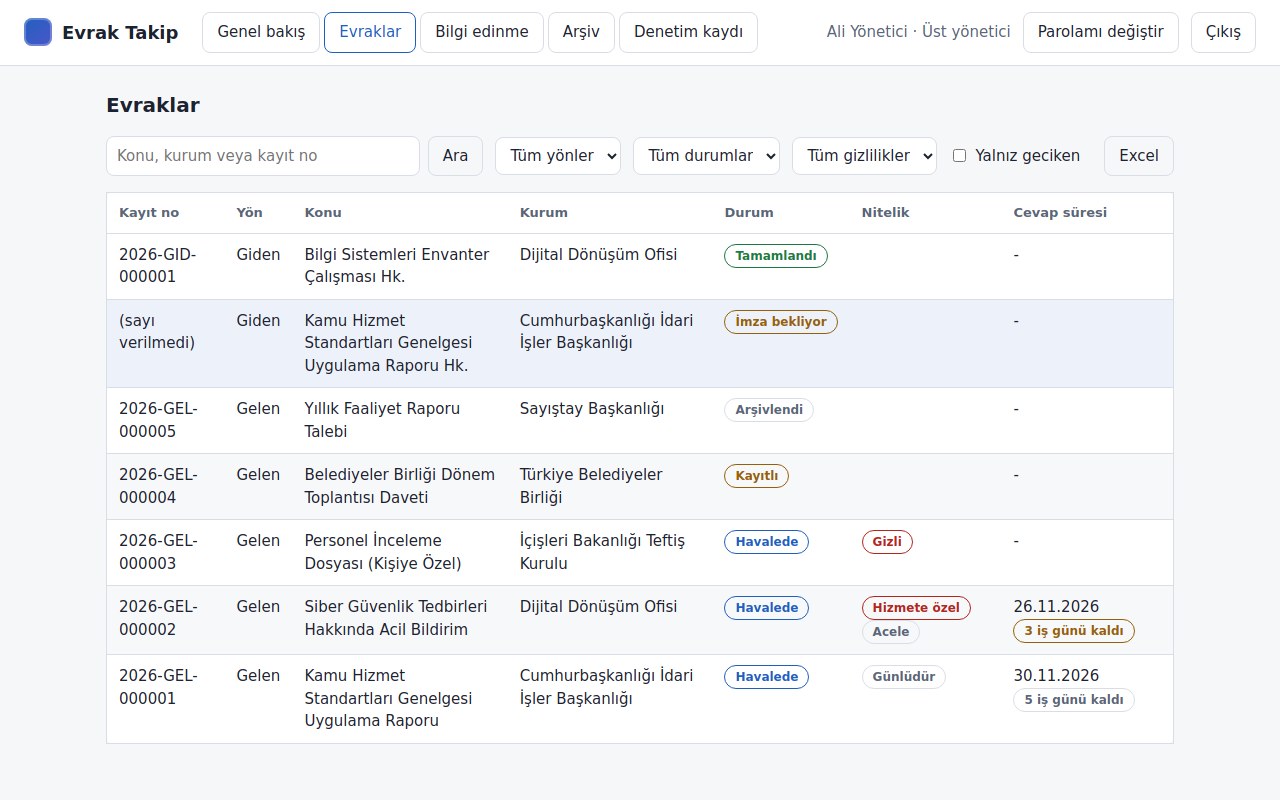 Evrak Takip
Genel bakış
Evraklar
Bilgi edinme
Arşiv
Denetim kaydı
Ali Yönetici · Üst yönetici
Parolamı değiştir
Çıkış
Evraklar
Konu, kurum veya kayıt no
Ara
Tüm yönler
Tüm durumlar
Tüm gizlilikler
Yalnız geciken
Excel
Kayıt no
Yön
Konu
Kurum
Durum
Nitelik
Cevap süresi
2026-GID-
000001
Giden
Bilgi Sistemleri Envanter
Çalışması Hk.
Dijital Dönüşüm Ofisi
Tamamlandı
-
(sayı
verilmedi)
Giden
Kamu Hizmet
Standartları Genelgesi
Uygulama Raporu Hk.
Cumhurbaşkanlığı İdari
İşler Başkanlığı
İmza bekliyor
-
2026-GEL-
000005
Gelen
Yıllık Faaliyet Raporu
Talebi
Sayıştay Başkanlığı
Arşivlendi
-
2026-GEL-
000004
Gelen
Belediyeler Birliği Dönem
Toplantısı Daveti
Türkiye Belediyeler
Birliği
Kayıtlı
-
2026-GEL-
000003
Gelen
Personel İnceleme
Dosyası (Kişiye Özel)
İçişleri Bakanlığı Teftiş
Kurulu
Havalede
Gizli
-
2026-GEL-
000002
Gelen
Siber Güvenlik Tedbirleri
Hakkında Acil Bildirim
Dijital Dönüşüm Ofisi
Havalede
Hizmete özel
Acele
26.11.2026
3 iş günü kaldı
2026-GEL-
000001
Gelen
Kamu Hizmet
Standartları Genelgesi
Uygulama Raporu
Cumhurbaşkanlığı İdari
İşler Başkanlığı
Havalede
Günlüdür
30.11.2026
5 iş günü kaldı